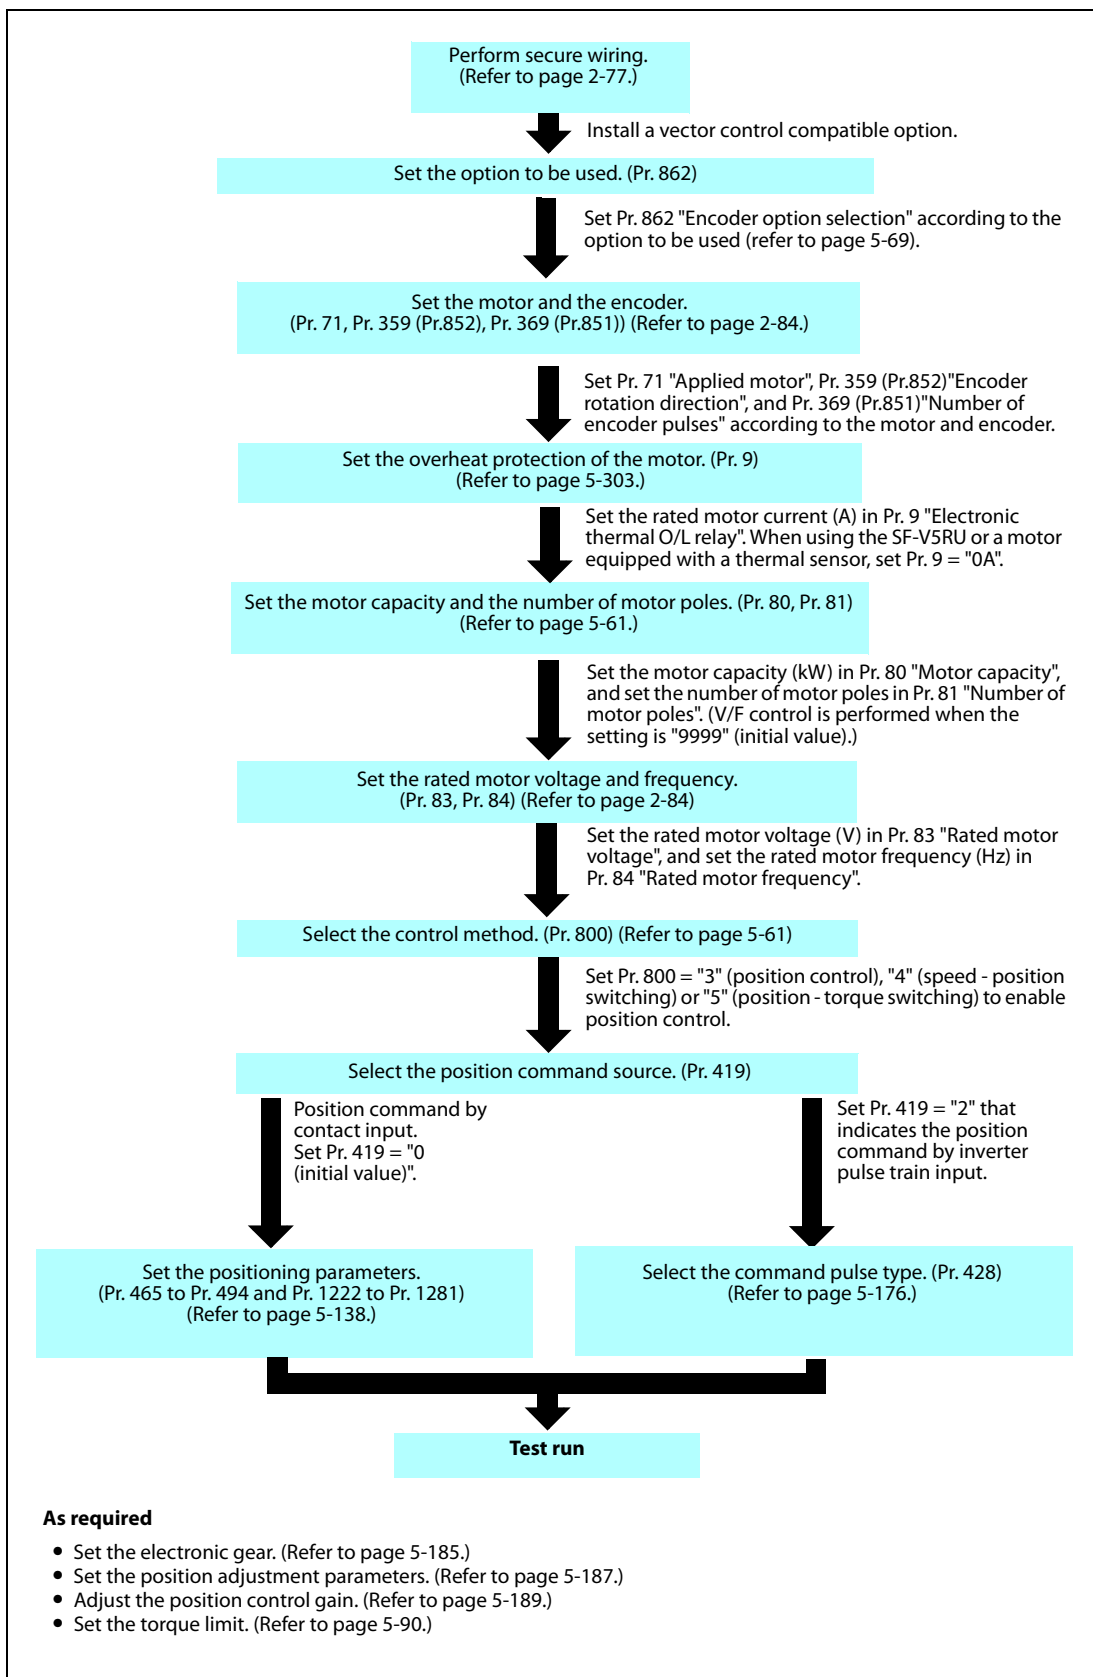 Perform secure wiring.
(Refer to page 2-77.)
Install a vector control compatible option.
Set the option to be used. (Pr. 862)
Set Pr. 862 "Encoder option selection" according to the
option to be used (refer to page 5-69).
Set the motor and the encoder.
(Pr. 71, Pr. 359 (Pr.852), Pr. 369 (Pr.851)) (Refer to page 2-84.)
Set Pr. 71 "Applied motor", Pr. 359 (Pr.852)"Encoder
rotation direction", and Pr. 369 (Pr.851)"Number of
encoder pulses" according to the motor and encoder.
Set the overheat protection of the motor. (Pr. 9)
(Refer to page 5-303.)
Set the rated motor current (A) in Pr. 9 "Electronic
thermal O/L relay". When using the SF-V5RU or a motor
equipped with a thermal sensor, set Pr. 9 = "0A".
Set the motor capacity and the number of motor poles. (Pr. 80, Pr. 81)
(Refer to page 5-61.)
Set the motor capacity (kW) in Pr. 80 "Motor capacity",
and set the number of motor poles in Pr. 81 "Number of
motor poles". (V/F control is performed when the
setting is "9999" (initial value).)
Set the rated motor voltage and frequency.
(Pr. 83, Pr. 84) (Refer to page 2-84)
Set the rated motor voltage (V) in Pr. 83 "Rated motor
voltage", and set the rated motor frequency (Hz) in
Pr. 84 "Rated motor frequency".
Select the control method. (Pr. 800) (Refer to page 5-61)
Set Pr. 800 = "3" (position control), "4" (speed - position
switching) or "5" (position - torque switching) to enable
position control.
Select the position command source. (Pr. 419)
Position command by
contact input.
Set Pr. 419 = "0
(initial value)".
Set Pr. 419 = "2" that
indicates the position
command by inverter
pulse train input.
Set the positioning parameters.
(Pr. 465 to Pr. 494 and Pr. 1222 to Pr. 1281)
(Refer to page 5-138.)
Select the command pulse type. (Pr. 428)
(Refer to page 5-176.)
Test run
As required
• Set the electronic gear. (Refer to page 5-185.)
• Set the position adjustment parameters. (Refer to page 5-187.)
• Adjust the position control gain. (Refer to page 5-189.)
• Set the torque limit. (Refer to page 5-90.)